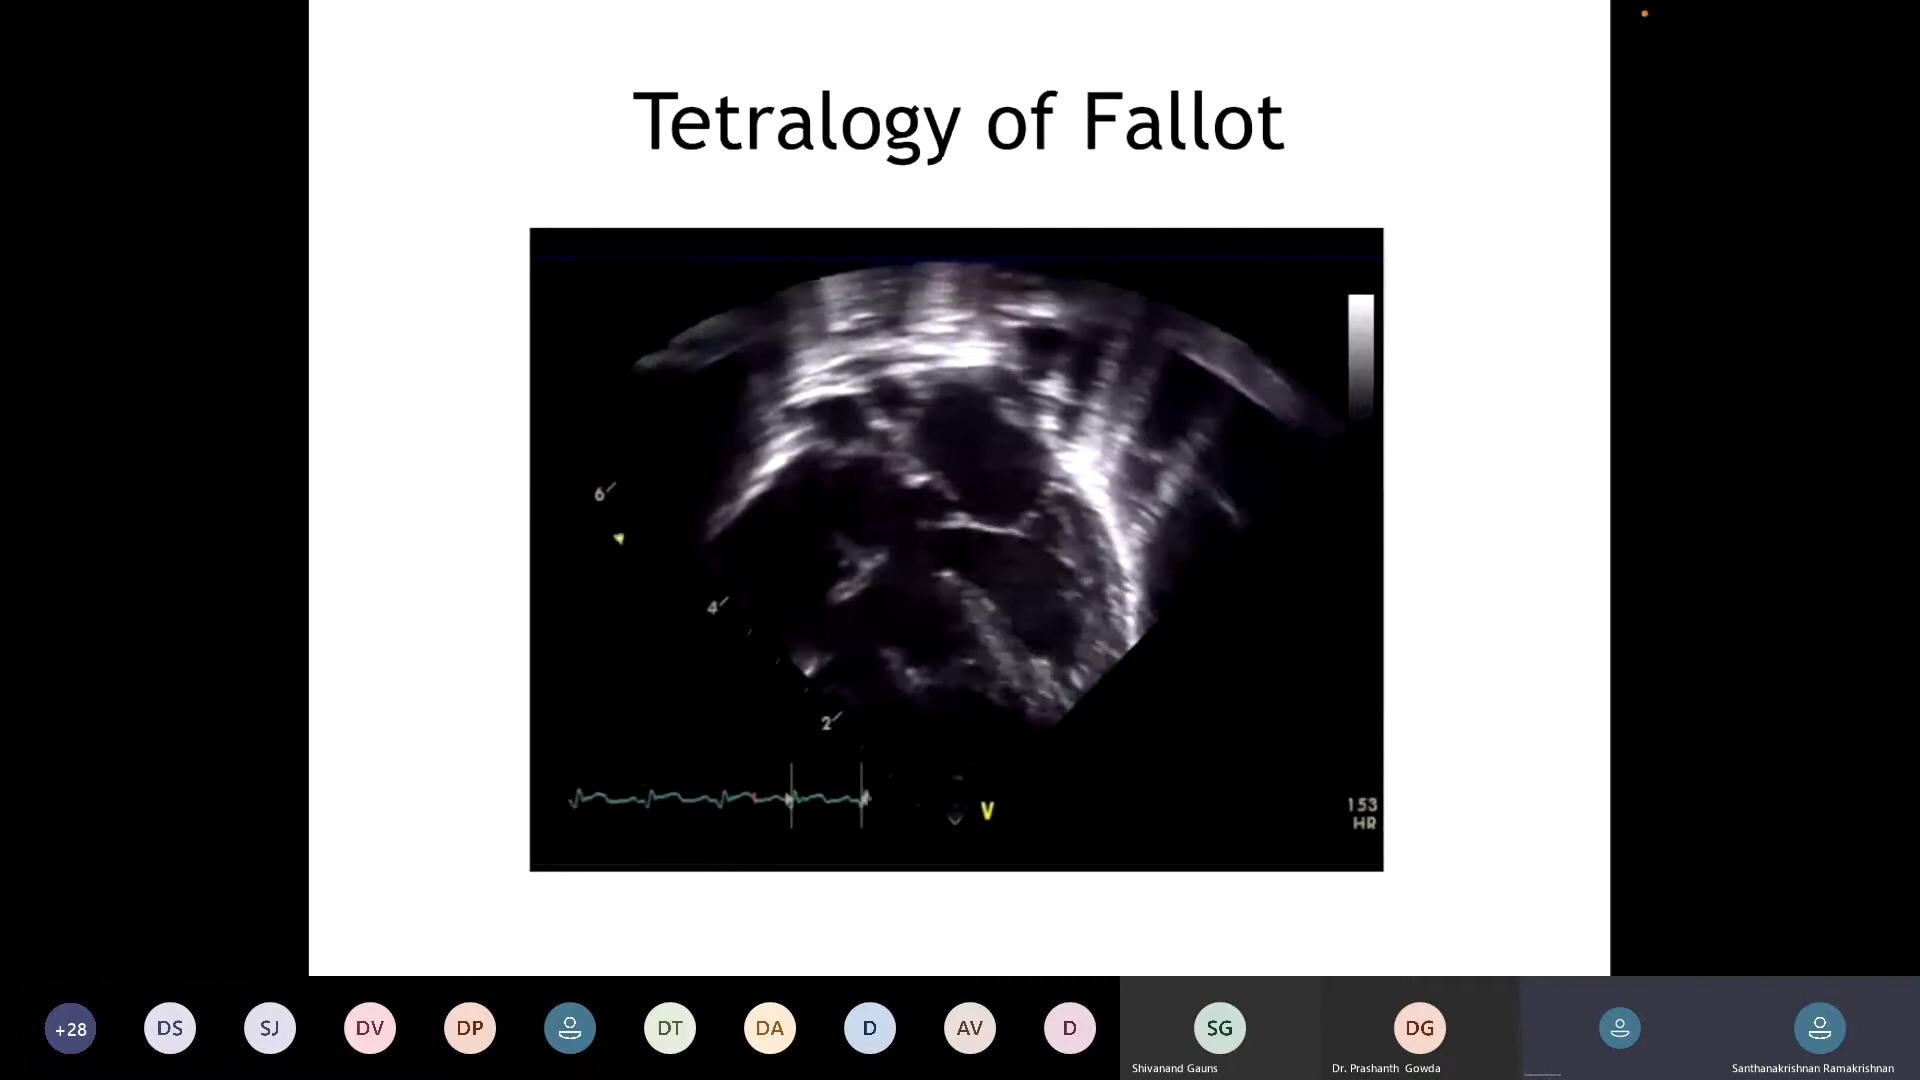 Tetralogy of Fallot
6
4
2
V
153
HR
+28
DS
SJ
DV
DP
DT
DA
D
AV
D
SG
DG
Shivanand Gauns
Dr. Prashanth Gowda
Santhanakrishnan Ramakrishnan